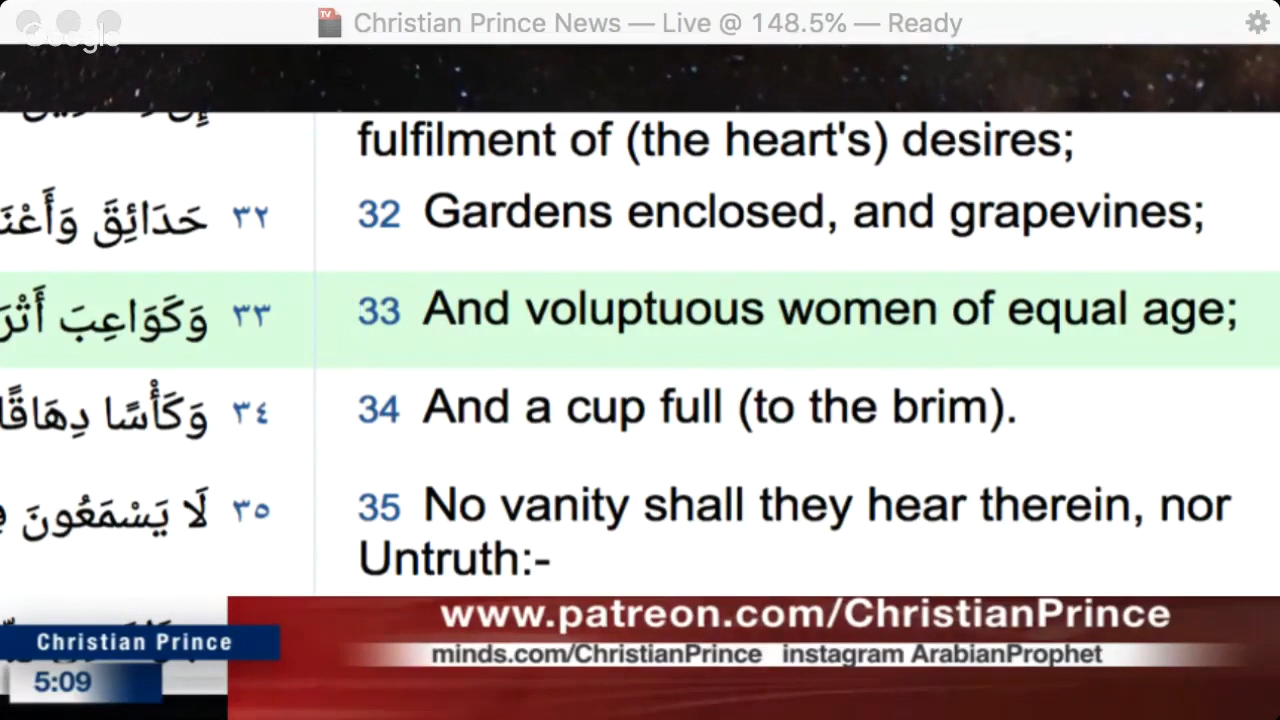 Christian Prince News — Live @ 148.5% — Ready
Google
fulfilment of (the heart's) desires;
٣٢ حَدَائِقَ
32 Gardens enclosed, and grapevines;
٣٣ وَكَوَاعِبَ
33 And voluptuous women of equal age;
٣٤ وَكَأْسًا
34 And a cup full (to the brim).
٣٥ لَا يَسْمَعُونَ
35 No vanity shall they hear therein, nor
Untruth:-
www.patreon.com/ChristianPrince
Christian Prince
minds.com/ChristianPrince instagram ArabianProphet
5:09